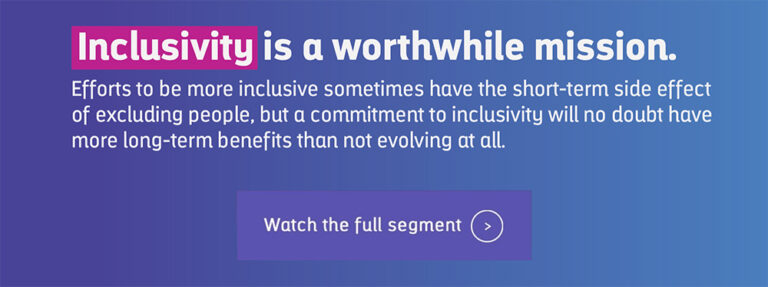 Inclusivity is a worthwhile mission.
Efforts to be more inclusive sometimes have the short-term side effect
of excluding people, but a commitment to inclusivity will no doubt have
more long-term benefits than not evolving at all.
Watch the full segment >